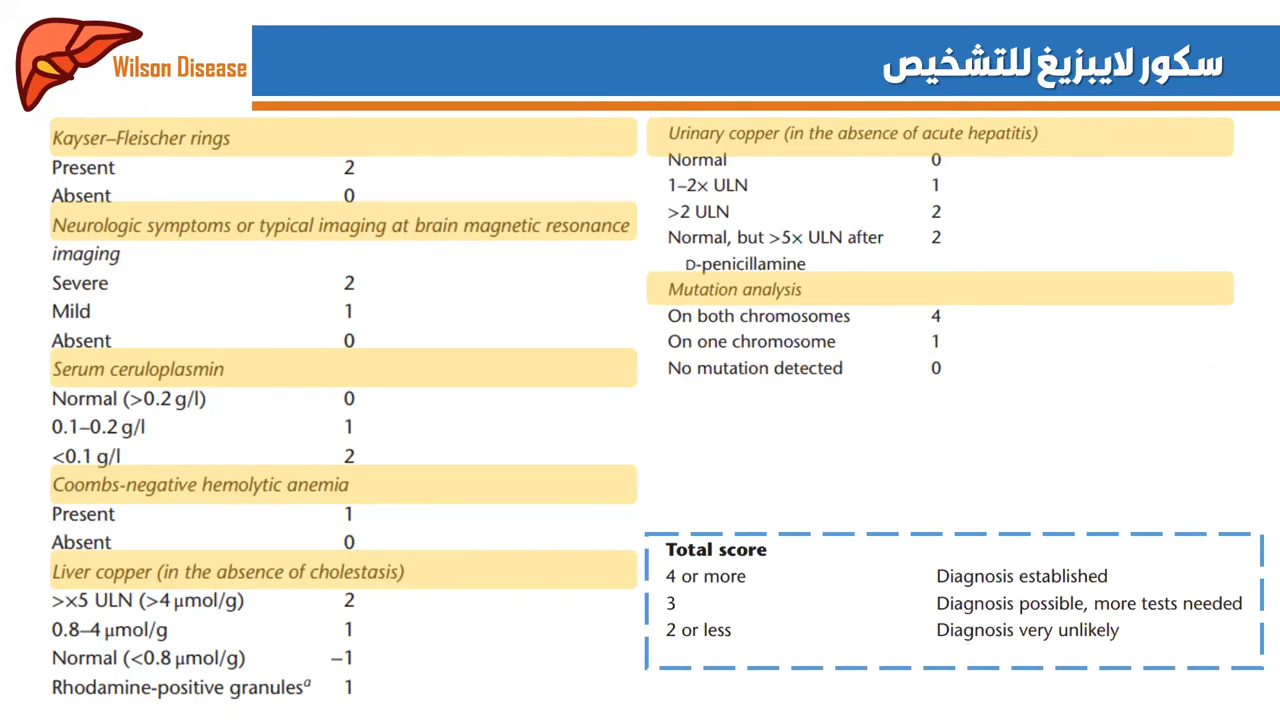 Wilson Disease
سكور لايبزيغ للتشخيص
Kayser–Fleischer rings
Present 2
Absent 0
Neurologic symptoms or typical imaging at brain magnetic resonance
imaging
Severe 2
Mild 1
Absent 0
Serum ceruloplasmin
Normal (>0.2 g/l) 0
0.1–0.2 g/l 1
<0.1 g/l 2
Coombs-negative hemolytic anemia
Present 1
Absent 0
Liver copper (in the absence of cholestasis)
>×5 ULN (>4 µmol/g) 2
0.8–4 µmol/g 1
Normal (<0.8 µmol/g) −1
Rhodamine-positive granulesᵃ 1
Urinary copper (in the absence of acute hepatitis)
Normal 0
1–2× ULN 1
>2 ULN 2
Normal, but >5× ULN after 2
D-penicillamine
Mutation analysis
On both chromosomes 4
On one chromosome 1
No mutation detected 0
Total score
4 or more Diagnosis established
3 Diagnosis possible, more tests needed
2 or less Diagnosis very unlikely